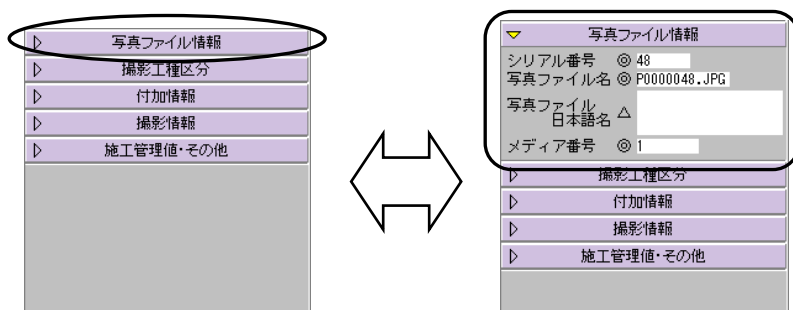 写真ファイル情報
撮影工種区分
付加情報
撮影情報
施工管理値・その他
写真ファイル情報
シリアル番号 ◎ 48
写真ファイル名 ◎ P0000048.JPG
写真ファイル
日本語名 △
メディア番号 ◎ 1
撮影工種区分
付加情報
撮影情報
施工管理値・その他